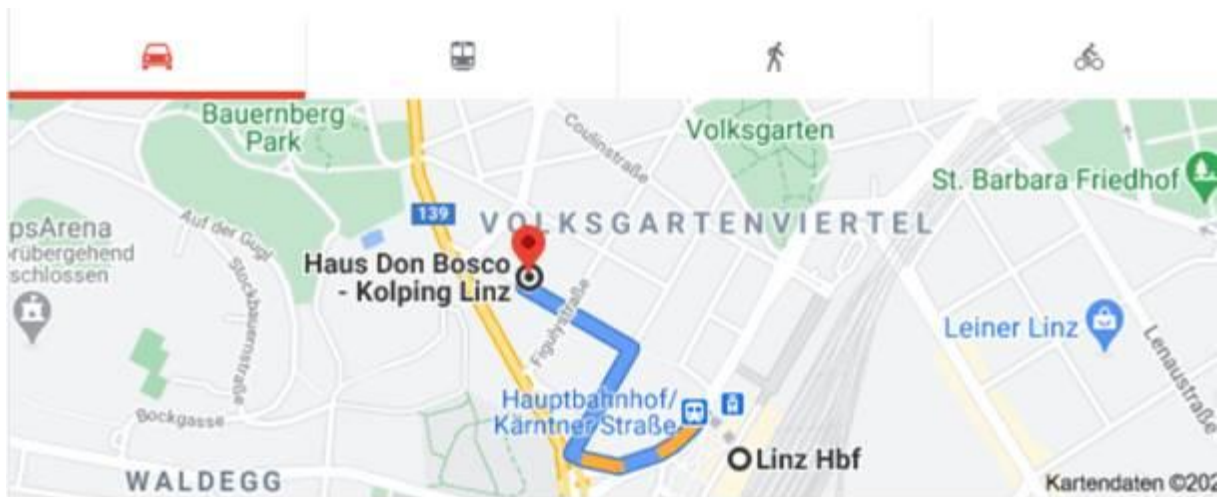 Bauernberg
Park
Coulinstraße
Volksgarten
St. Barbara Friedhof
139
VOLKSGARTENVIERTEL
psArena
rübergehend
schlossen
Auf der Gugl
Stockbauernstraße
Haus Don Bosco
- Kolping Linz
Figulystraße
Leiner Linz
Lenaustraße
Hauptbahnhof/
Kärntner Straße
Bockgasse
Linz Hbf
WALDEGG
Kartendaten ©202